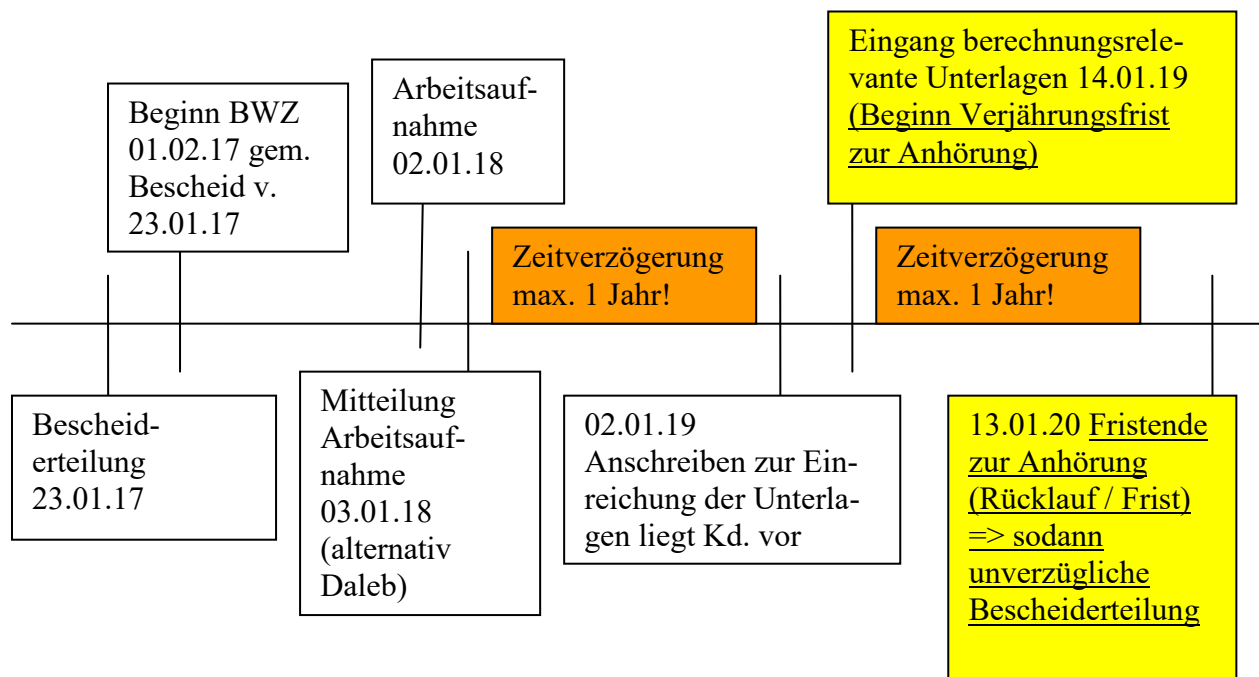 Beginn BWZ
01.02.17 gem.
Bescheid v.
23.01.17
Arbeitsauf-
nahme
02.01.18
Eingang berechnungsrele-
vante Unterlagen 14.01.19
(Beginn Verjährungsfrist
zur Anhörung)
Zeitverzögerung
max. 1 Jahr!
Zeitverzögerung
max. 1 Jahr!
Bescheid-
erteilung
23.01.17
Mitteilung
Arbeitsauf-
nahme
03.01.18
(alternativ
Daleb)
02.01.19
Anschreiben zur Ein-
reichung der Unterla-
gen liegt Kd. vor
13.01.20 Fristende
zur Anhörung
(Rücklauf / Frist)
=> sodann
unverzügliche
Bescheiderteilung